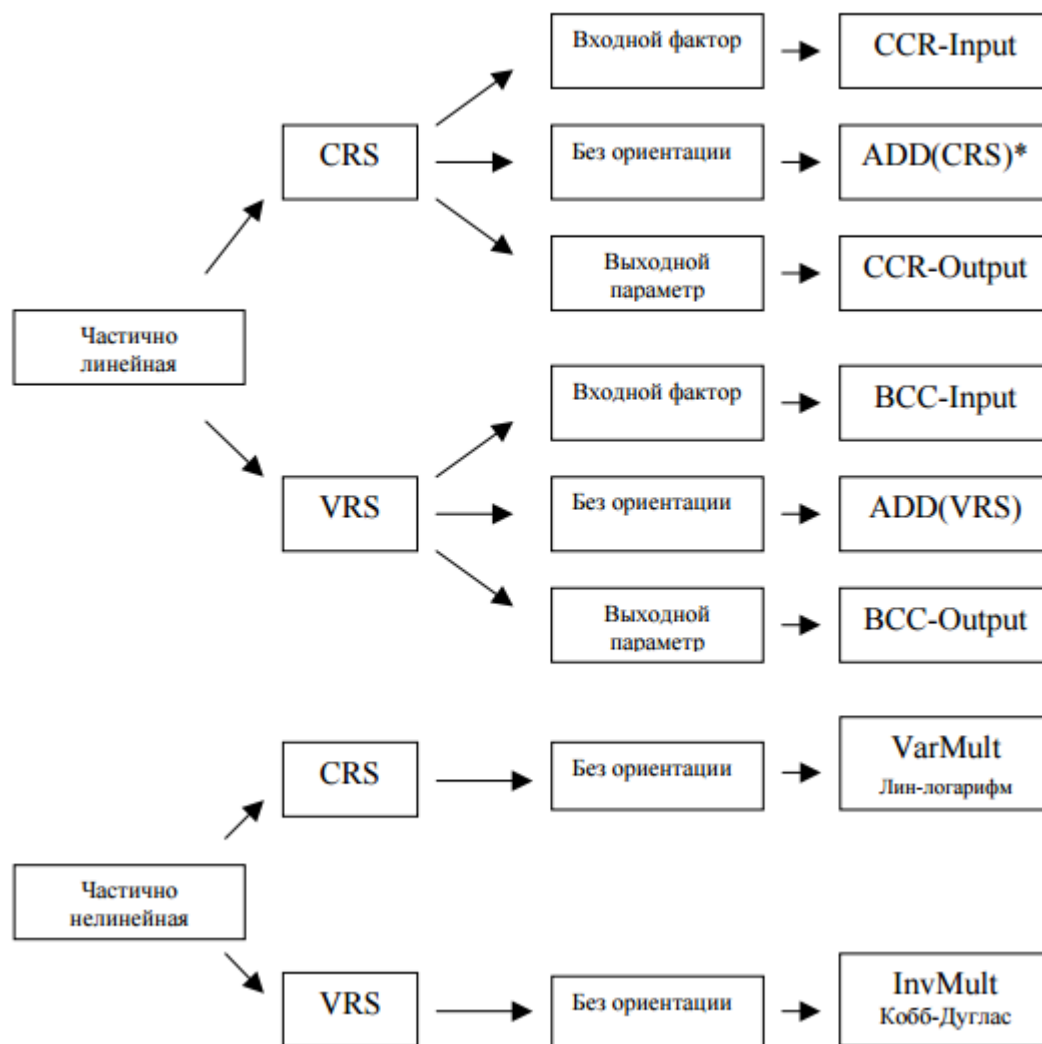 Входной фактор
CCR-Input
CRS
Без ориентации
ADD(CRS)*
Выходной
параметр
CCR-Output
Частично
линейная
Входной фактор
BCC-Input
VRS
Без ориентации
ADD(VRS)
Выходной
параметр
BCC-Output
CRS
Без ориентации
VarMult
Лин-логарифм
Частично
нелинейная
VRS
Без ориентации
InvMult
Кобб-Дуглас